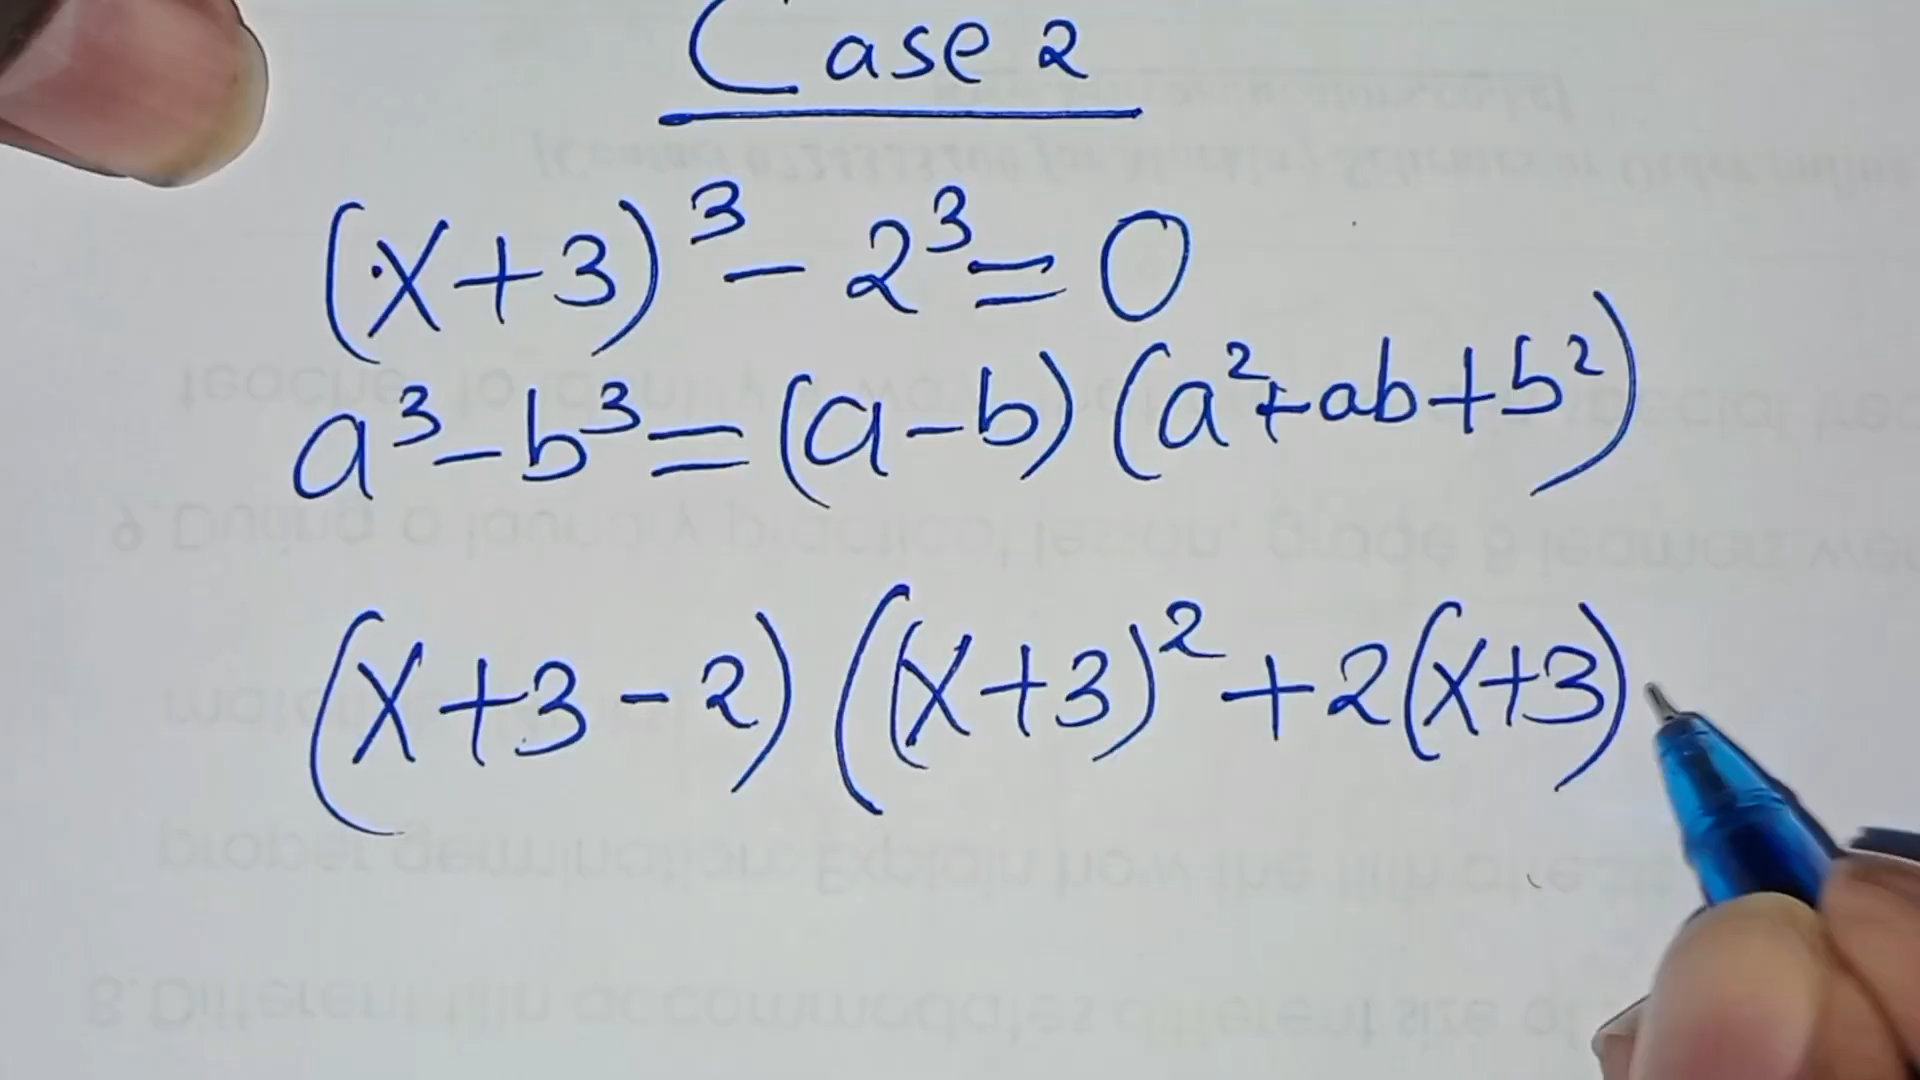 Case 2
(x+3)³ - 2³ = 0
a³ - b³ = (a - b) (a² + ab + b²)
(x+3 - 2) ((x+3)² + 2(x+3)